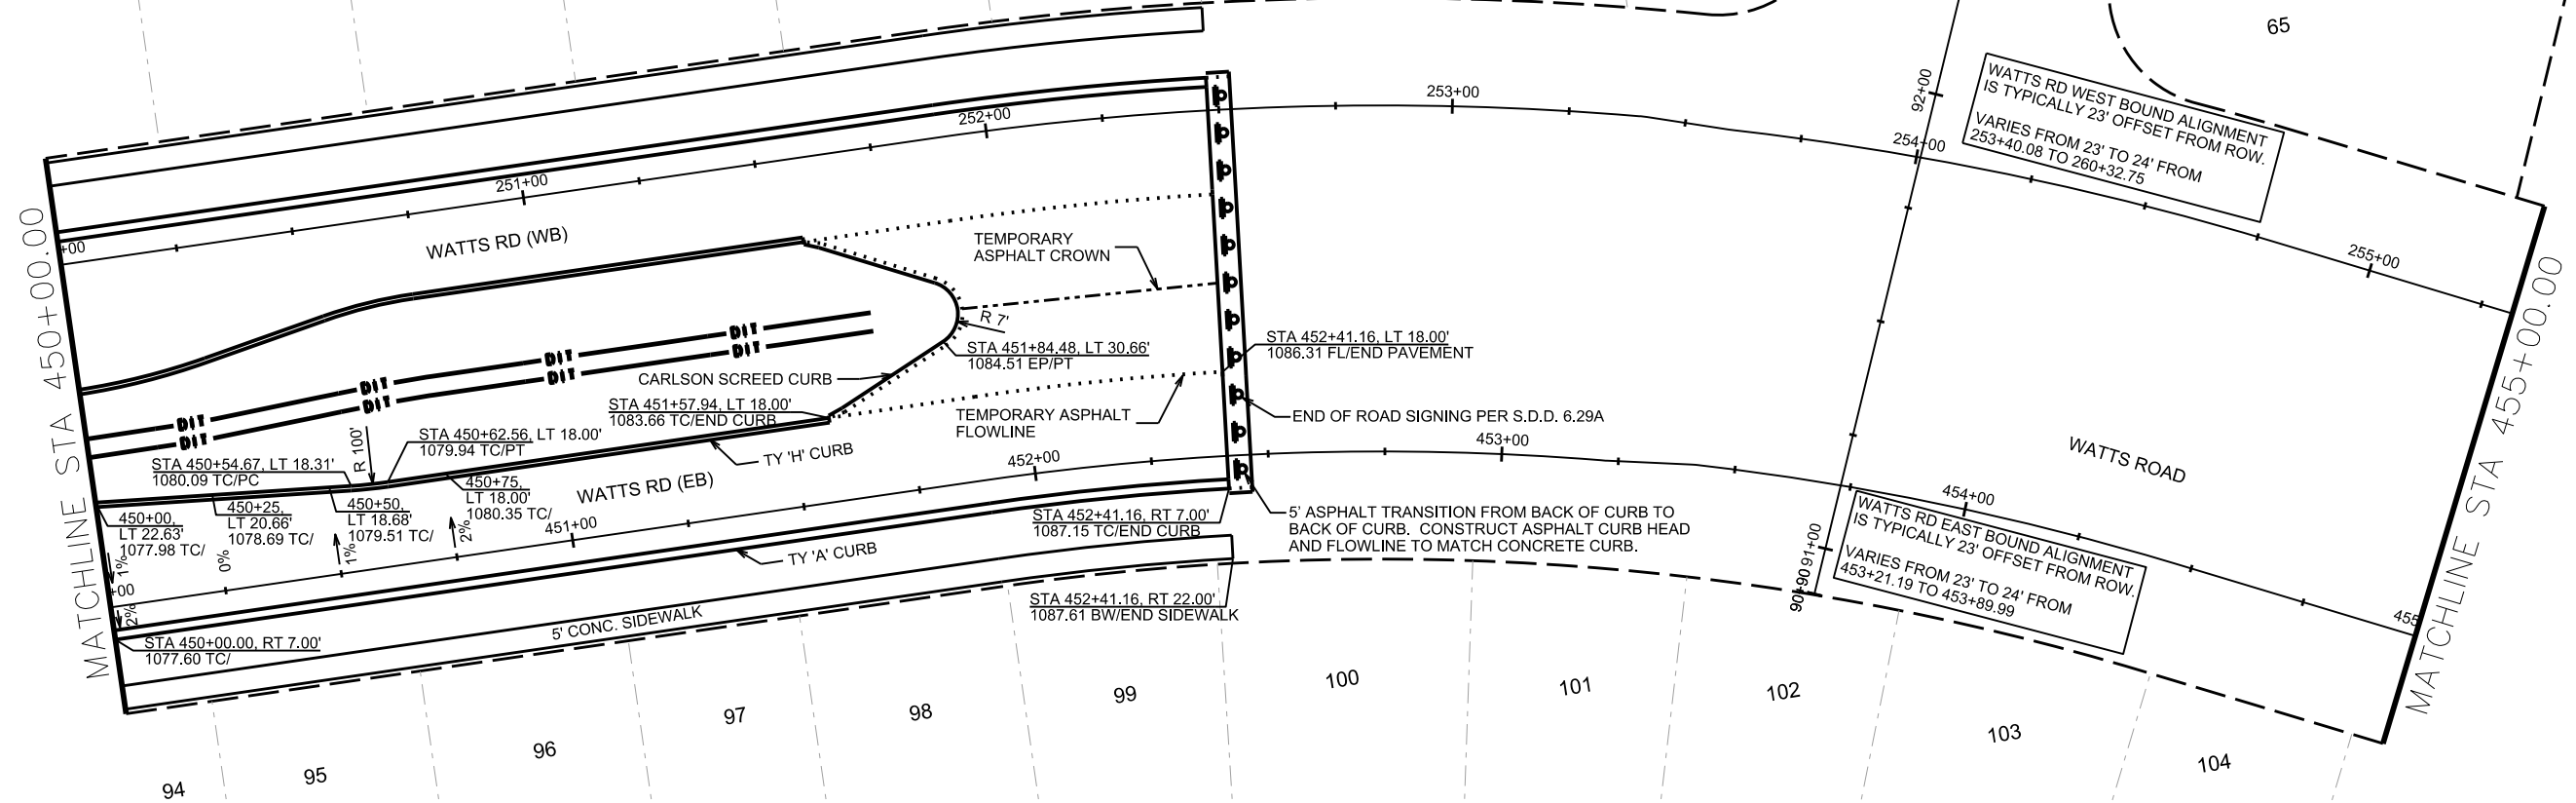 65
WATTS RD WEST BOUND ALIGNMENT
IS TYPICALLY 23' OFFSET FROM ROW.
VARIES FROM 23' TO 24' FROM
253+40.08 TO 260+32.75
92+00
253+00
252+00
254+00
251+00
255+00
+00
WATTS RD (WB)
MATCHLINE STA 450+00.00
TEMPORARY
ASPHALT CROWN
R 7'
STA 451+84.48, LT 30.66'
1084.51 EP/PT
STA 452+41.16, LT 18.00'
1086.31 FL/END PAVEMENT
DIT
DIT
DIT
DIT
DIT
DIT
DIT
DIT
CARLSON SCREED CURB
STA 451+57.94, LT 18.00'
1083.66 TC/END CURB
TEMPORARY ASPHALT
FLOWLINE
END OF ROAD SIGNING PER S.D.D. 6.29A
MATCHLINE STA 455+00.00
R 100'
STA 450+62.56, LT 18.00'
1079.94 TC/PT
TY 'H' CURB
STA 450+54.67, LT 18.31'
1080.09 TC/PC
452+00
453+00
WATTS ROAD
WATTS RD (EB)
450+75,
LT 18.00'
1080.35 TC/
450+50,
LT 18.68'
1079.51 TC/
450+25,
LT 20.66'
1078.69 TC/
450+00,
LT 22.63'
1077.98 TC/
1%
0%
1%
2%
2%
+00
451+00
STA 452+41.16, RT 7.00'
1087.15 TC/END CURB
5' ASPHALT TRANSITION FROM BACK OF CURB TO
BACK OF CURB. CONSTRUCT ASPHALT CURB HEAD
AND FLOWLINE TO MATCH CONCRETE CURB.
454+00
WATTS RD EAST BOUND ALIGNMENT
IS TYPICALLY 23' OFFSET FROM ROW.
VARIES FROM 23' TO 24' FROM
453+21.19 TO 453+89.99
91+00
90+90
455
TY 'A' CURB
STA 452+41.16, RT 22.00'
1087.61 BW/END SIDEWALK
5' CONC. SIDEWALK
STA 450+00.00, RT 7.00'
1077.60 TC/
94
95
96
97
98
99
100
101
102
103
104